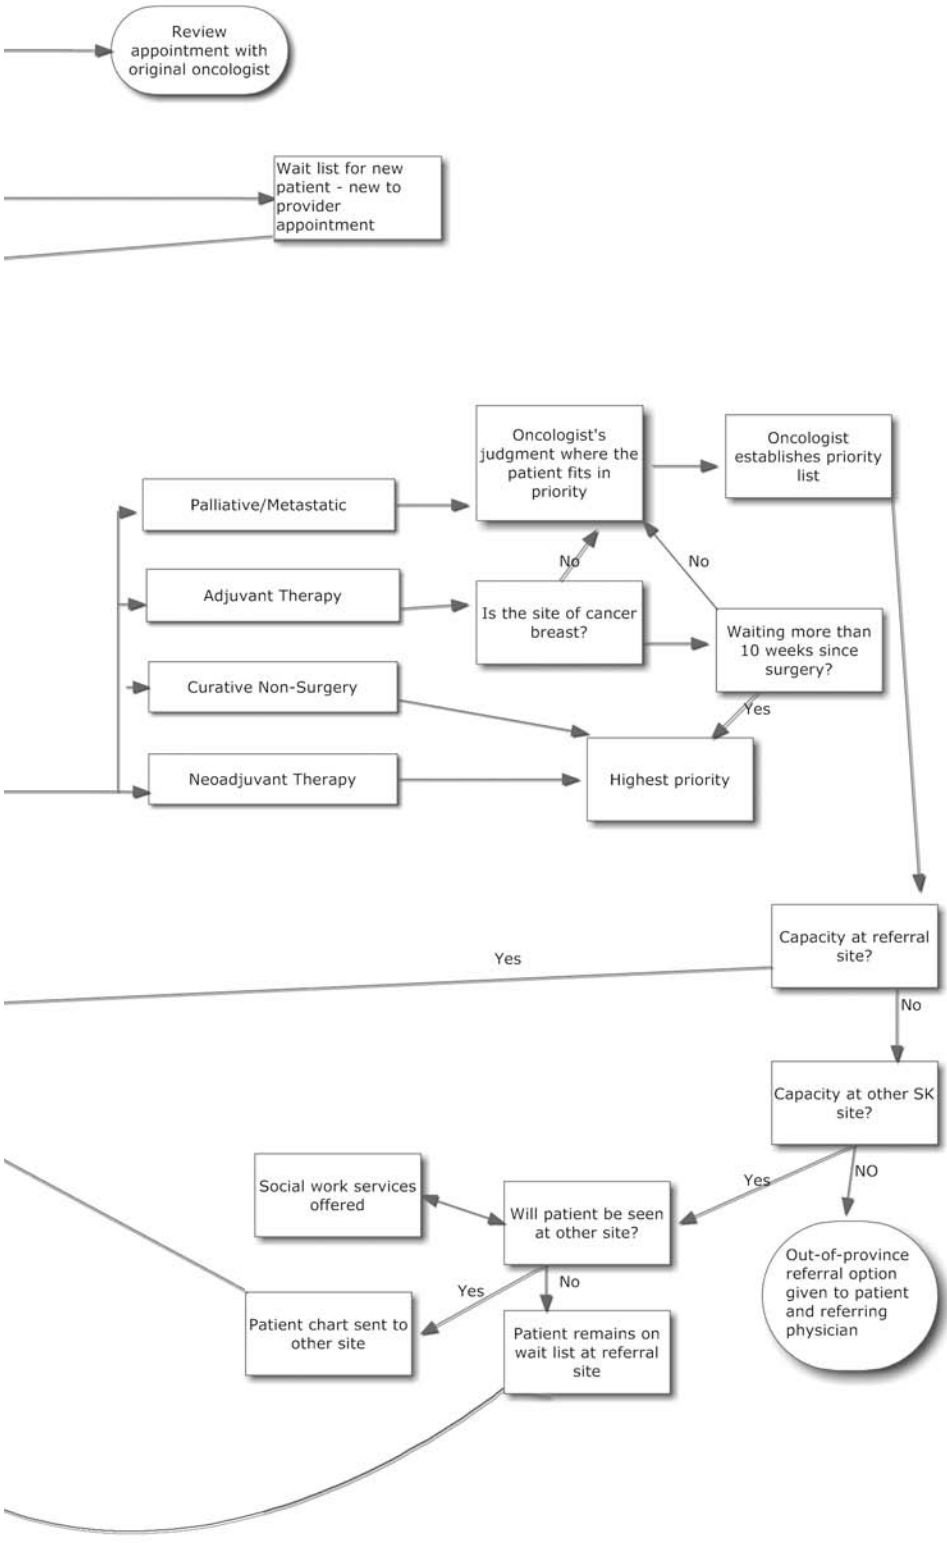 Review
appointment with
original oncologist
Wait list for new
patient - new to
provider
appointment
Oncologist's
judgment where the
patient fits in
priority
Oncologist
establishes priority
list
Palliative/Metastatic
No
No
Adjuvant Therapy
Is the site of cancer
breast?
Waiting more than
10 weeks since
surgery?
Curative Non-Surgery
Yes
Neoadjuvant Therapy
Highest priority
Capacity at referral
site?
Yes
No
Capacity at other SK
site?
Yes
NO
Social work services
offered
Will patient be seen
at other site?
Out-of-province
referral option
given to patient
and referring
physician
Yes
No
Patient chart sent to
other site
Patient remains on
wait list at referral
site